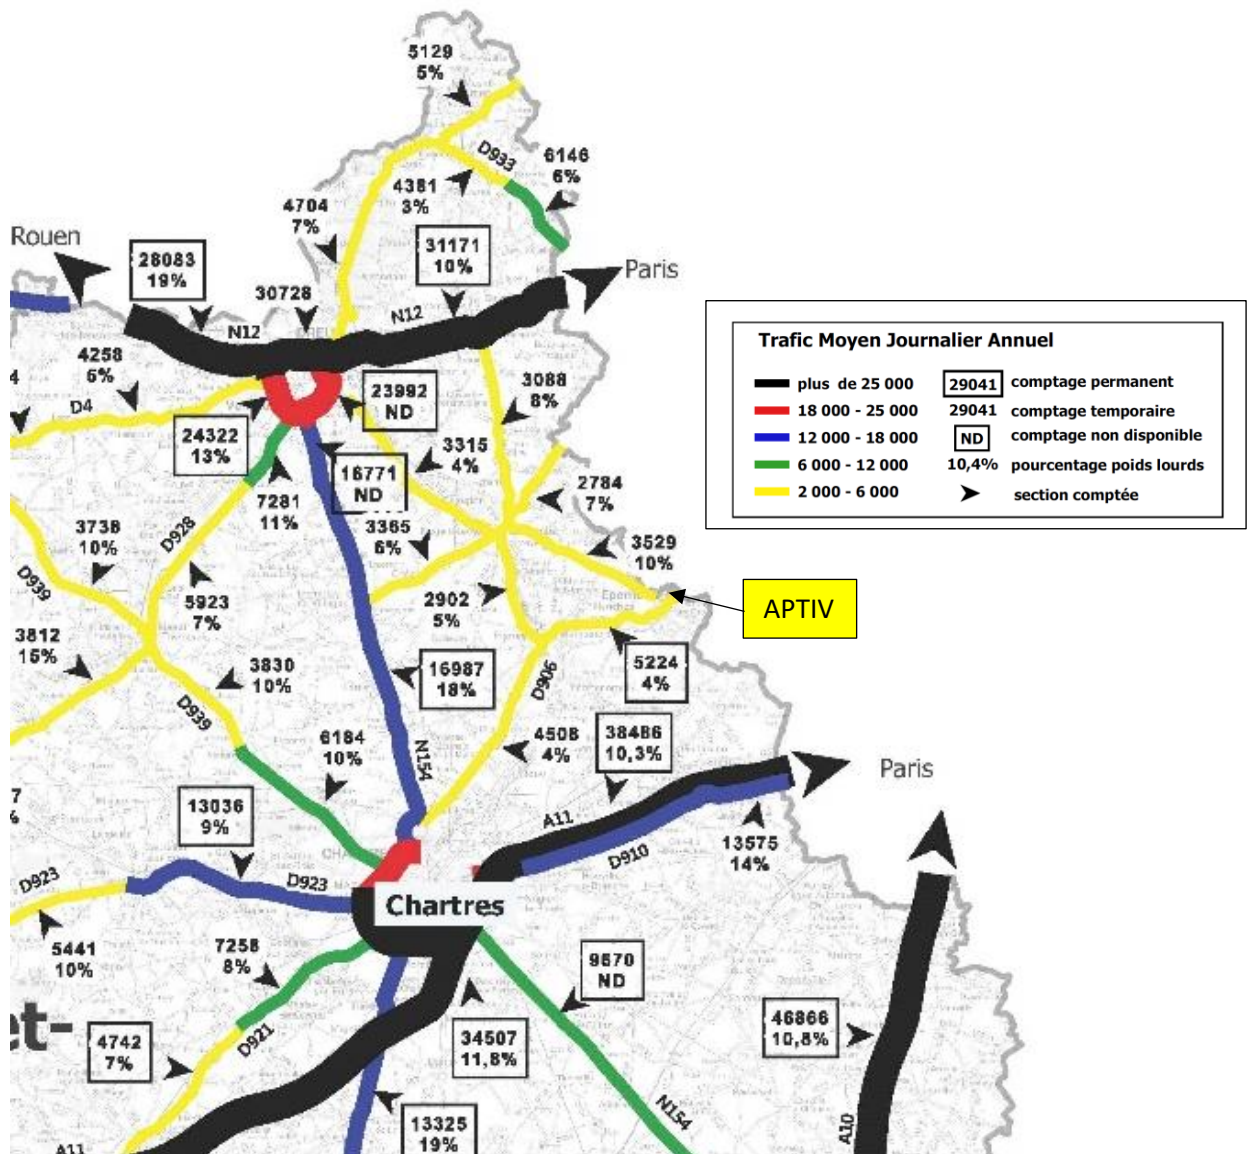 5129
5%
D933
6146
6%
4381
3%
4704
7%
Rouen
28083
19%
31171
10%
Paris
30728
N12
N12
4258
6%
D4
4
23992
ND
3088
8%
24322
13%
3315
4%
16771
ND
7281
11%
2784
7%
3738
10%
D928
3365
6%
3529
10%
D939
5923
7%
2902
5%
APTIV
3812
15%
3830
10%
16987
18%
5224
4%
D906
D939
6184
10%
4508
4%
38486
10,3%
N154
Paris
7
%
13036
9%
A11
D910
13575
14%
D923
D923
Chartres
5441
10%
7258
8%
9570
ND
et-
4742
7%
D921
34507
11,8%
46866
10,8%
13325
19%
N154
A10
A11
Trafic Moyen Journalier Annuel
plus de 25 000
18 000 - 25 000
12 000 - 18 000
6 000 - 12 000
2 000 - 6 000
29041 comptage permanent
29041 comptage temporaire
ND comptage non disponible
10,4% pourcentage poids lourds
section comptée